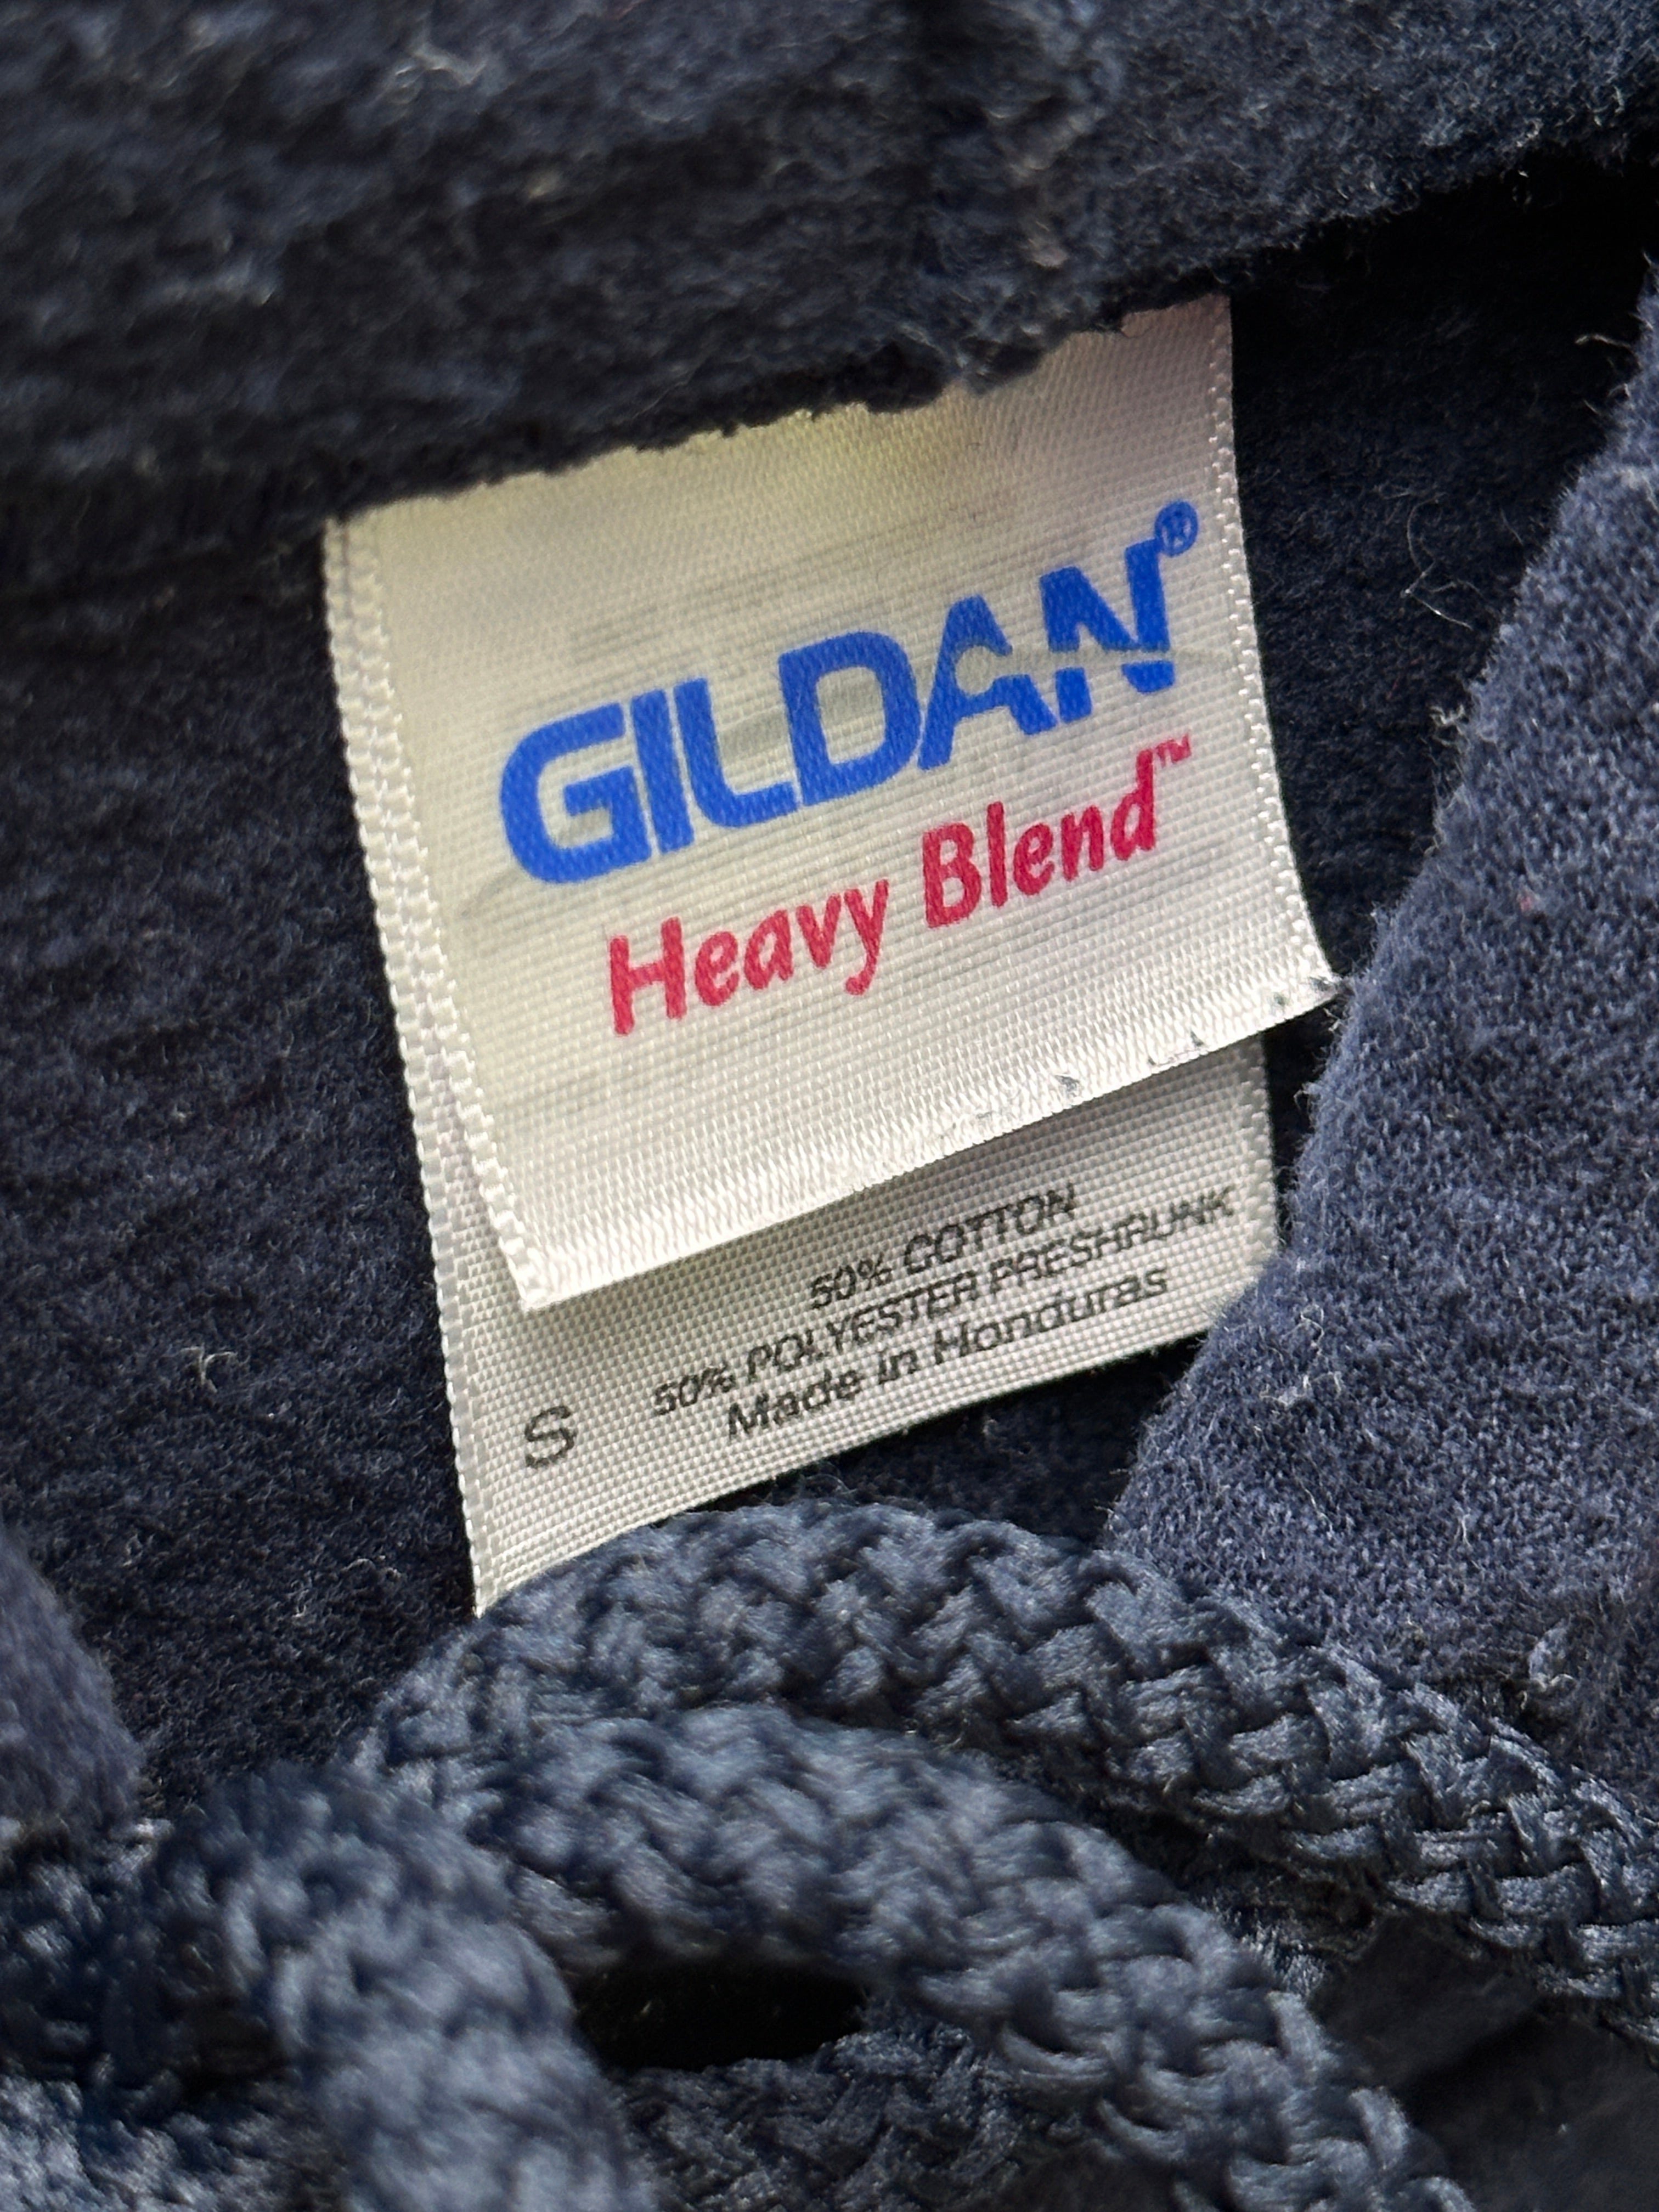 GILDAN®
Heavy Blend™
50% COTTON
50% POLYESTER PRESHRUNK
Made in Honduras
S